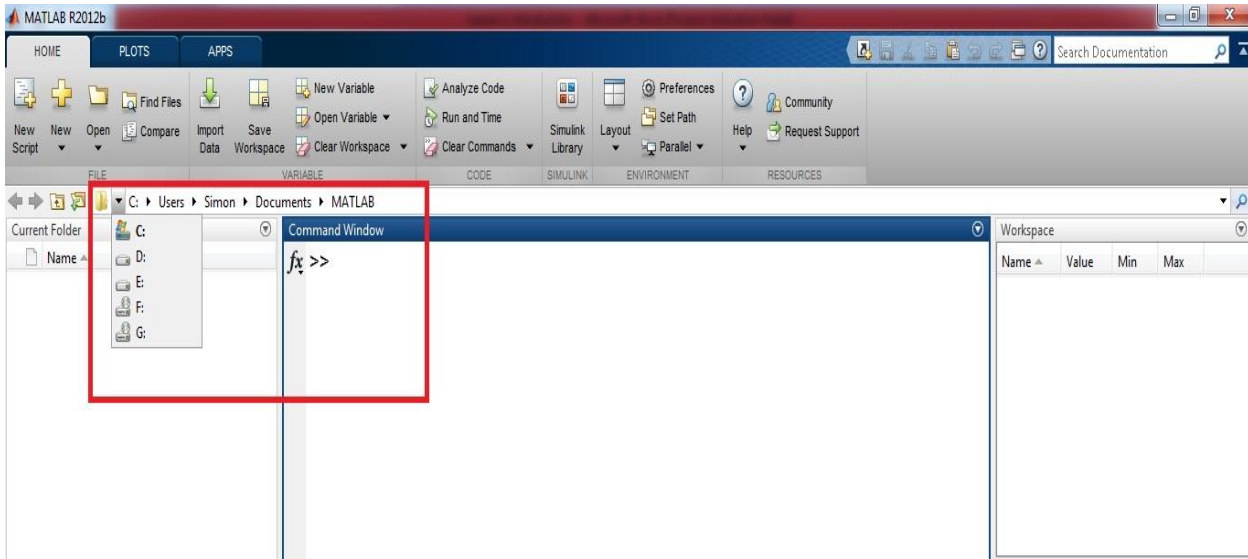 MATLAB R2012b
HOME PLOTS APPS
Search Documentation
New Script
New
Open
Find Files
Compare
Import Data
Save Workspace
New Variable
Open Variable
Clear Workspace
Analyze Code
Run and Time
Clear Commands
Simulink Library
Layout
Preferences
Set Path
Parallel
Help
Community
Request Support
FILE VARIABLE CODE SIMULINK ENVIRONMENT RESOURCES
C: Users Simon Documents MATLAB
Current Folder
Name
C:
D:
E:
F:
G:
Command Window
fx >>
Workspace
Name Value Min Max